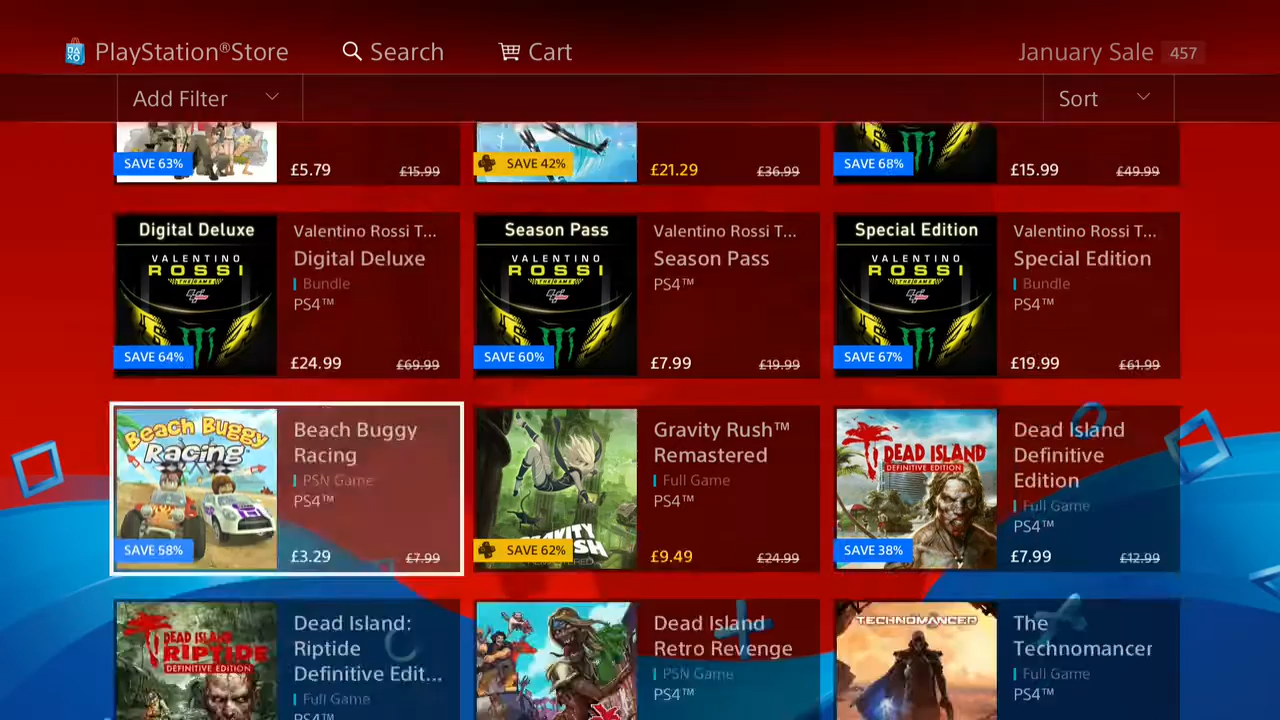 PlayStation®Store
Search
Cart
January Sale 457
Add Filter
Sort
SAVE 63%
£5.79
£15.99
SAVE 42%
£21.29
£36.99
SAVE 68%
£15.99
£49.99
Digital Deluxe
VALENTINO
ROSSI
THE GAME
SAVE 64%
Valentino Rossi T...
Digital Deluxe
Bundle
PS4™
£24.99
£69.99
Season Pass
VALENTINO
ROSSI
THE GAME
SAVE 60%
Valentino Rossi T...
Season Pass
PS4™
£7.99
£19.99
Special Edition
VALENTINO
ROSSI
THE GAME
SAVE 67%
Valentino Rossi T...
Special Edition
Bundle
PS4™
£19.99
£61.99
Beach Buggy
Racing
SAVE 58%
Beach Buggy
Racing
PSN Game
PS4™
£3.29
£7.99
SAVE 62%
Gravity Rush™
Remastered
Full Game
PS4™
£9.49
£24.99
DEAD ISLAND
DEFINITIVE EDITION
SAVE 38%
Dead Island
Definitive
Edition
Full Game
PS4™
£7.99
£12.99
DEAD ISLAND
RIPTIDE
DEFINITIVE EDITION
Dead Island:
Riptide
Definitive Edit...
Full Game
PS4™
Dead Island
Retro Revenge
PSN Game
PS4™
TECHNOMANCER
The
Technomancer
Full Game
PS4™